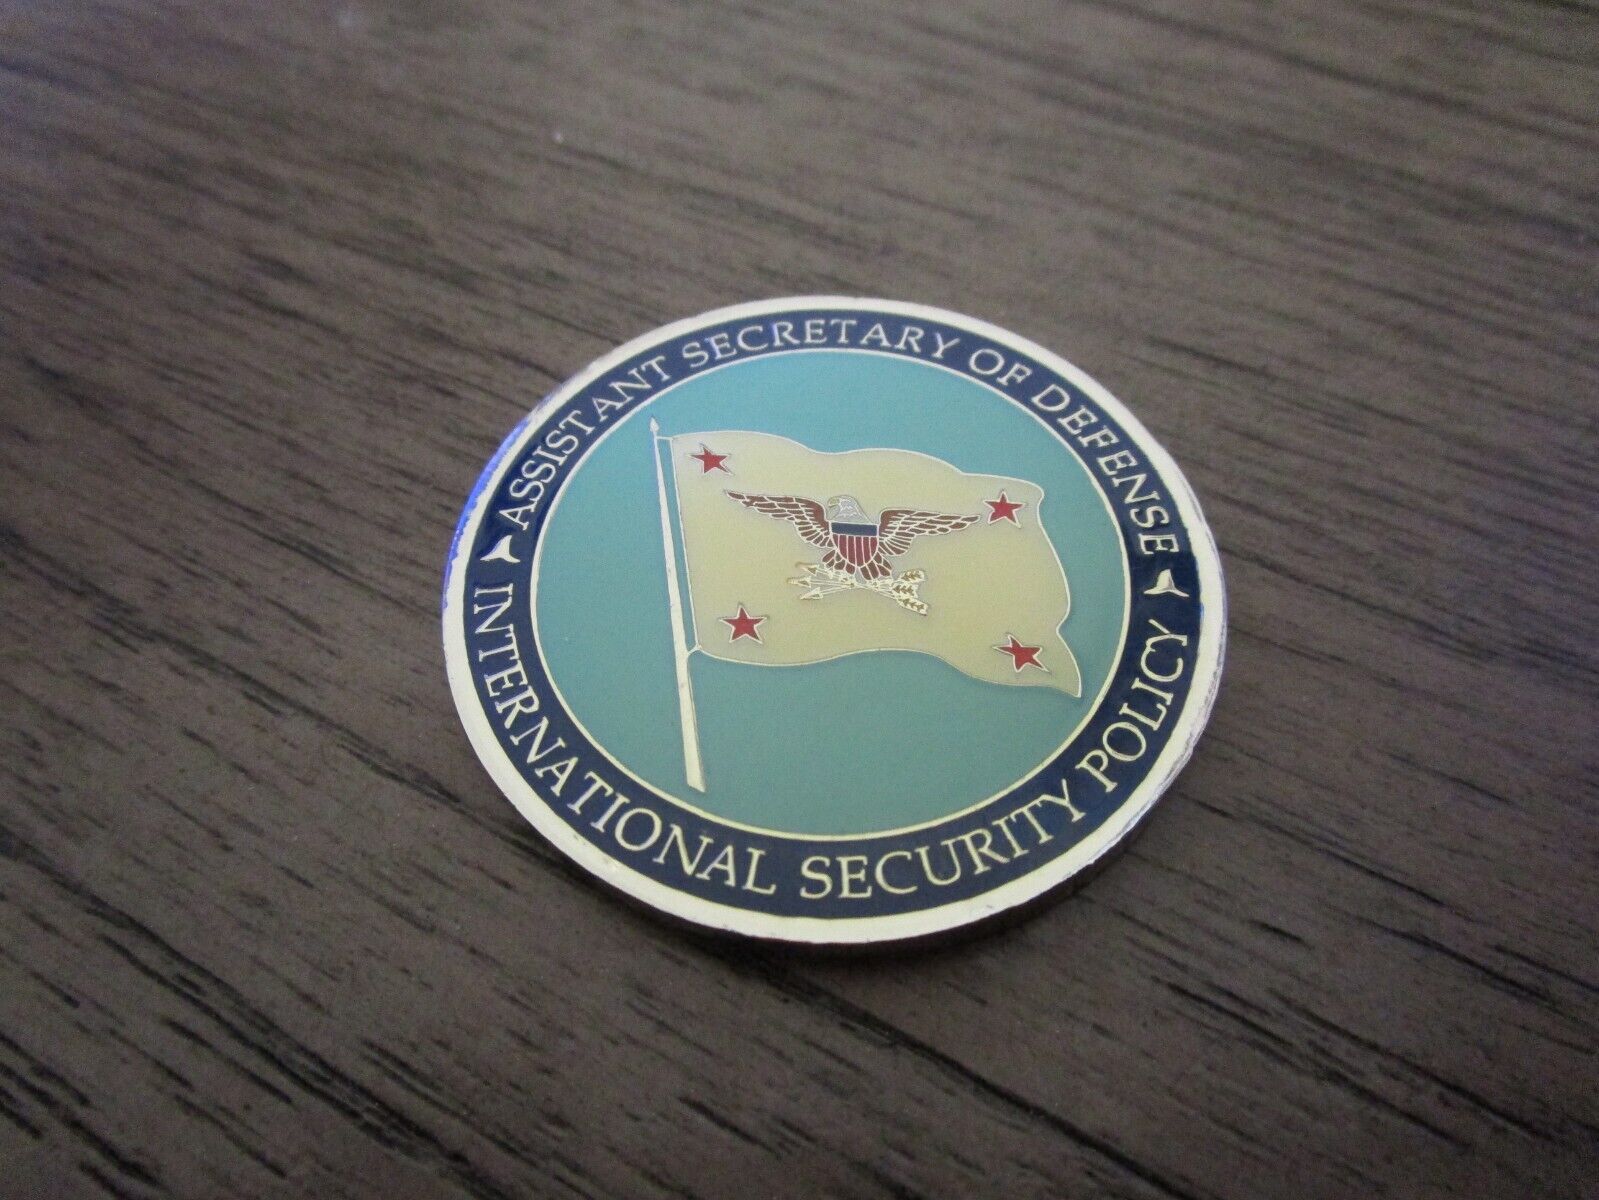 ASSISTANT SECRETARY OF DEFENSE
INTERNATIONAL SECURITY POLICY